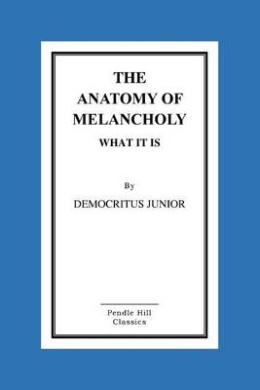 THE
ANATOMY OF
MELANCHOLY
WHAT IT IS
By
DEMOCRITUS JUNIOR
Pendle Hill
Classics